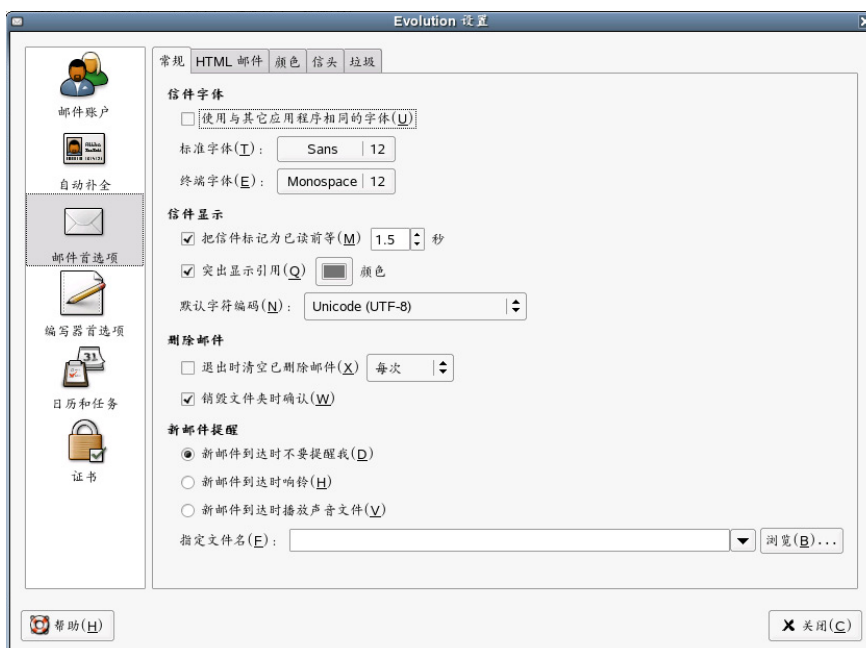 Evolution 设置
邮件账户
自动补全
邮件首选项
编写器首选项
31
日历和任务
证书
常规 HTML 邮件 颜色 信头 垃圾
信件字体
使用与其它应用程序相同的字体(U)
标准字体(T): Sans 12
终端字体(E): Monospace 12
信件显示
把信件标记为已读前等(M) 1.5 秒
突出显示引用(Q) 颜色
默认字符编码(N): Unicode (UTF-8)
删除邮件
退出时清空已删除邮件(X) 每次
销毁文件夹时确认(W)
新邮件提醒
新邮件到达时不要提醒我(D)
新邮件到达时响铃(H)
新邮件到达时播放声音文件(V)
指定文件名(F): 浏览(B)...
帮助(H) 关闭(C)